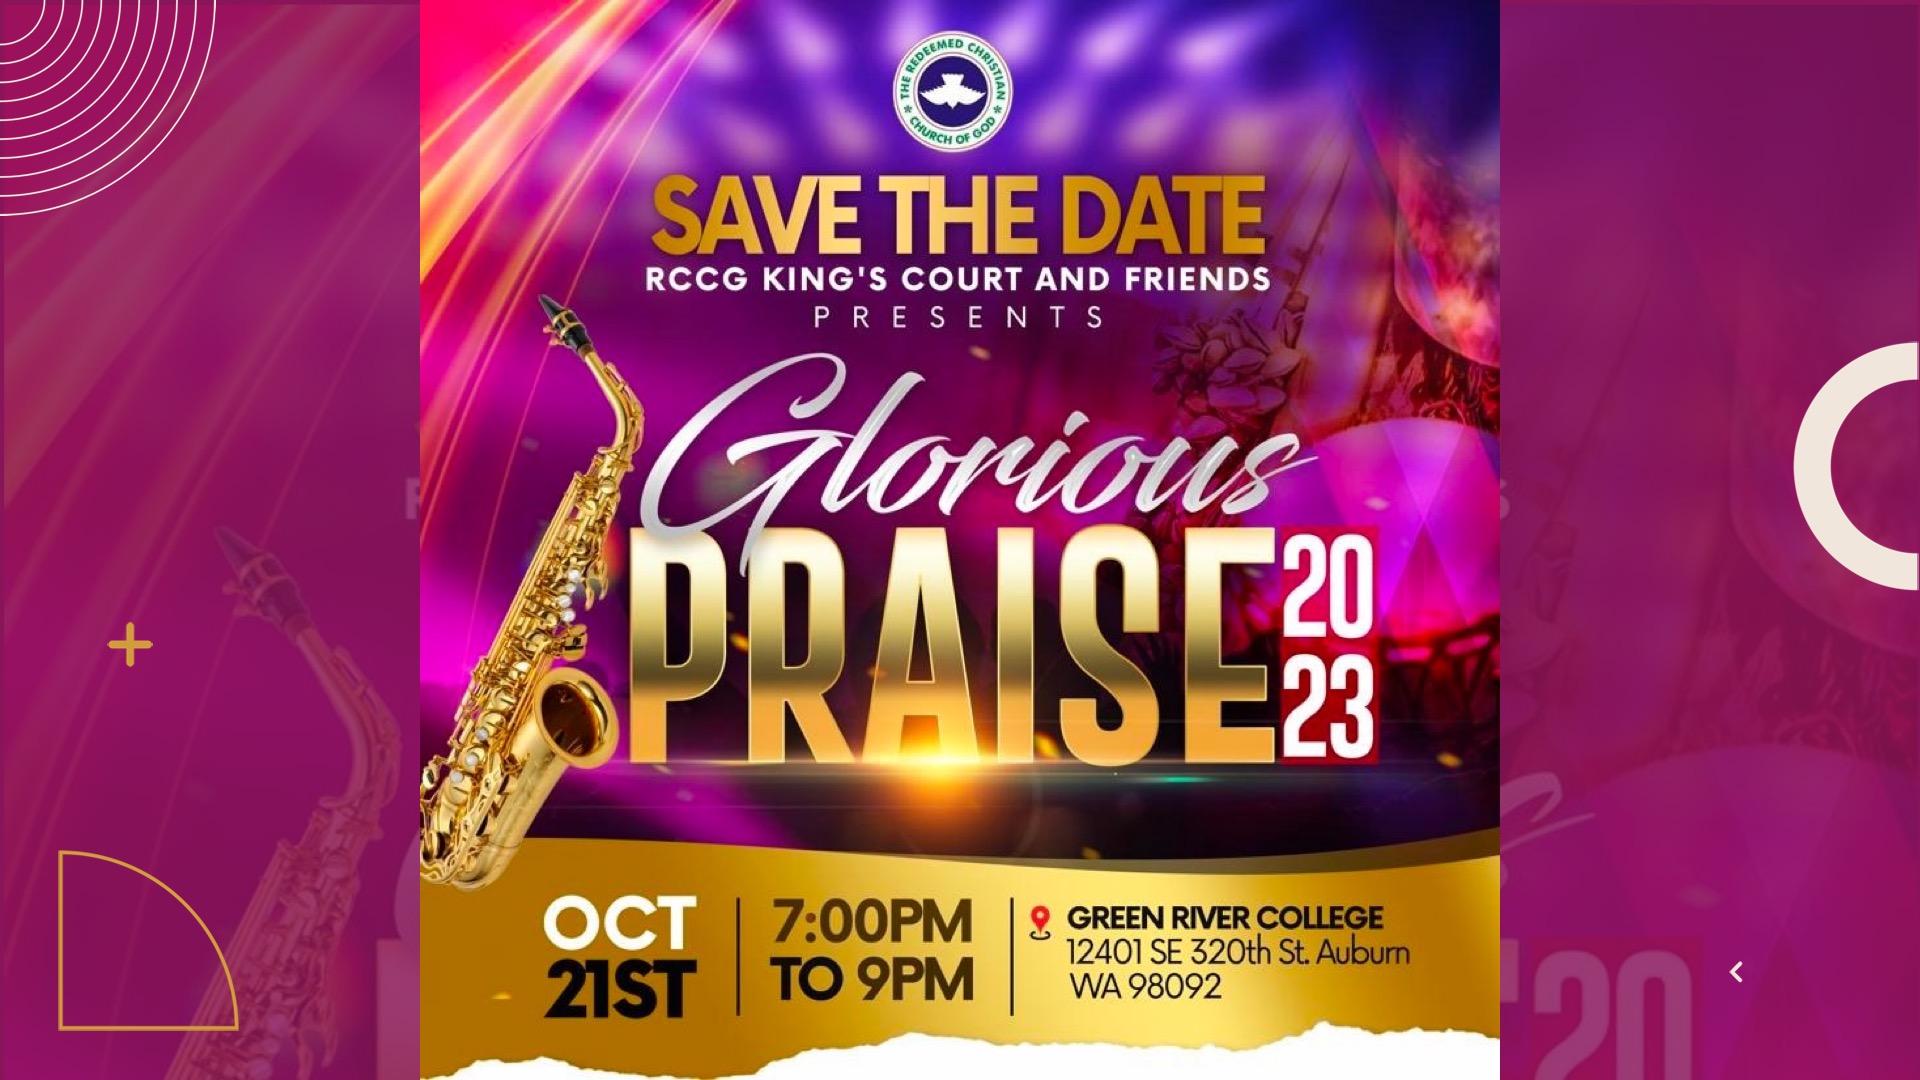 THE REDEEMED CHRISTIAN
CHURCH OF GOD
SAVE THE DATE
RCCG KING'S COURT AND FRIENDS
PRESENTS
Glorious
PRAISE
20
23
OCT
21ST
7:00PM
TO 9PM
GREEN RIVER COLLEGE
12401 SE 320th St. Auburn
WA 98092
20